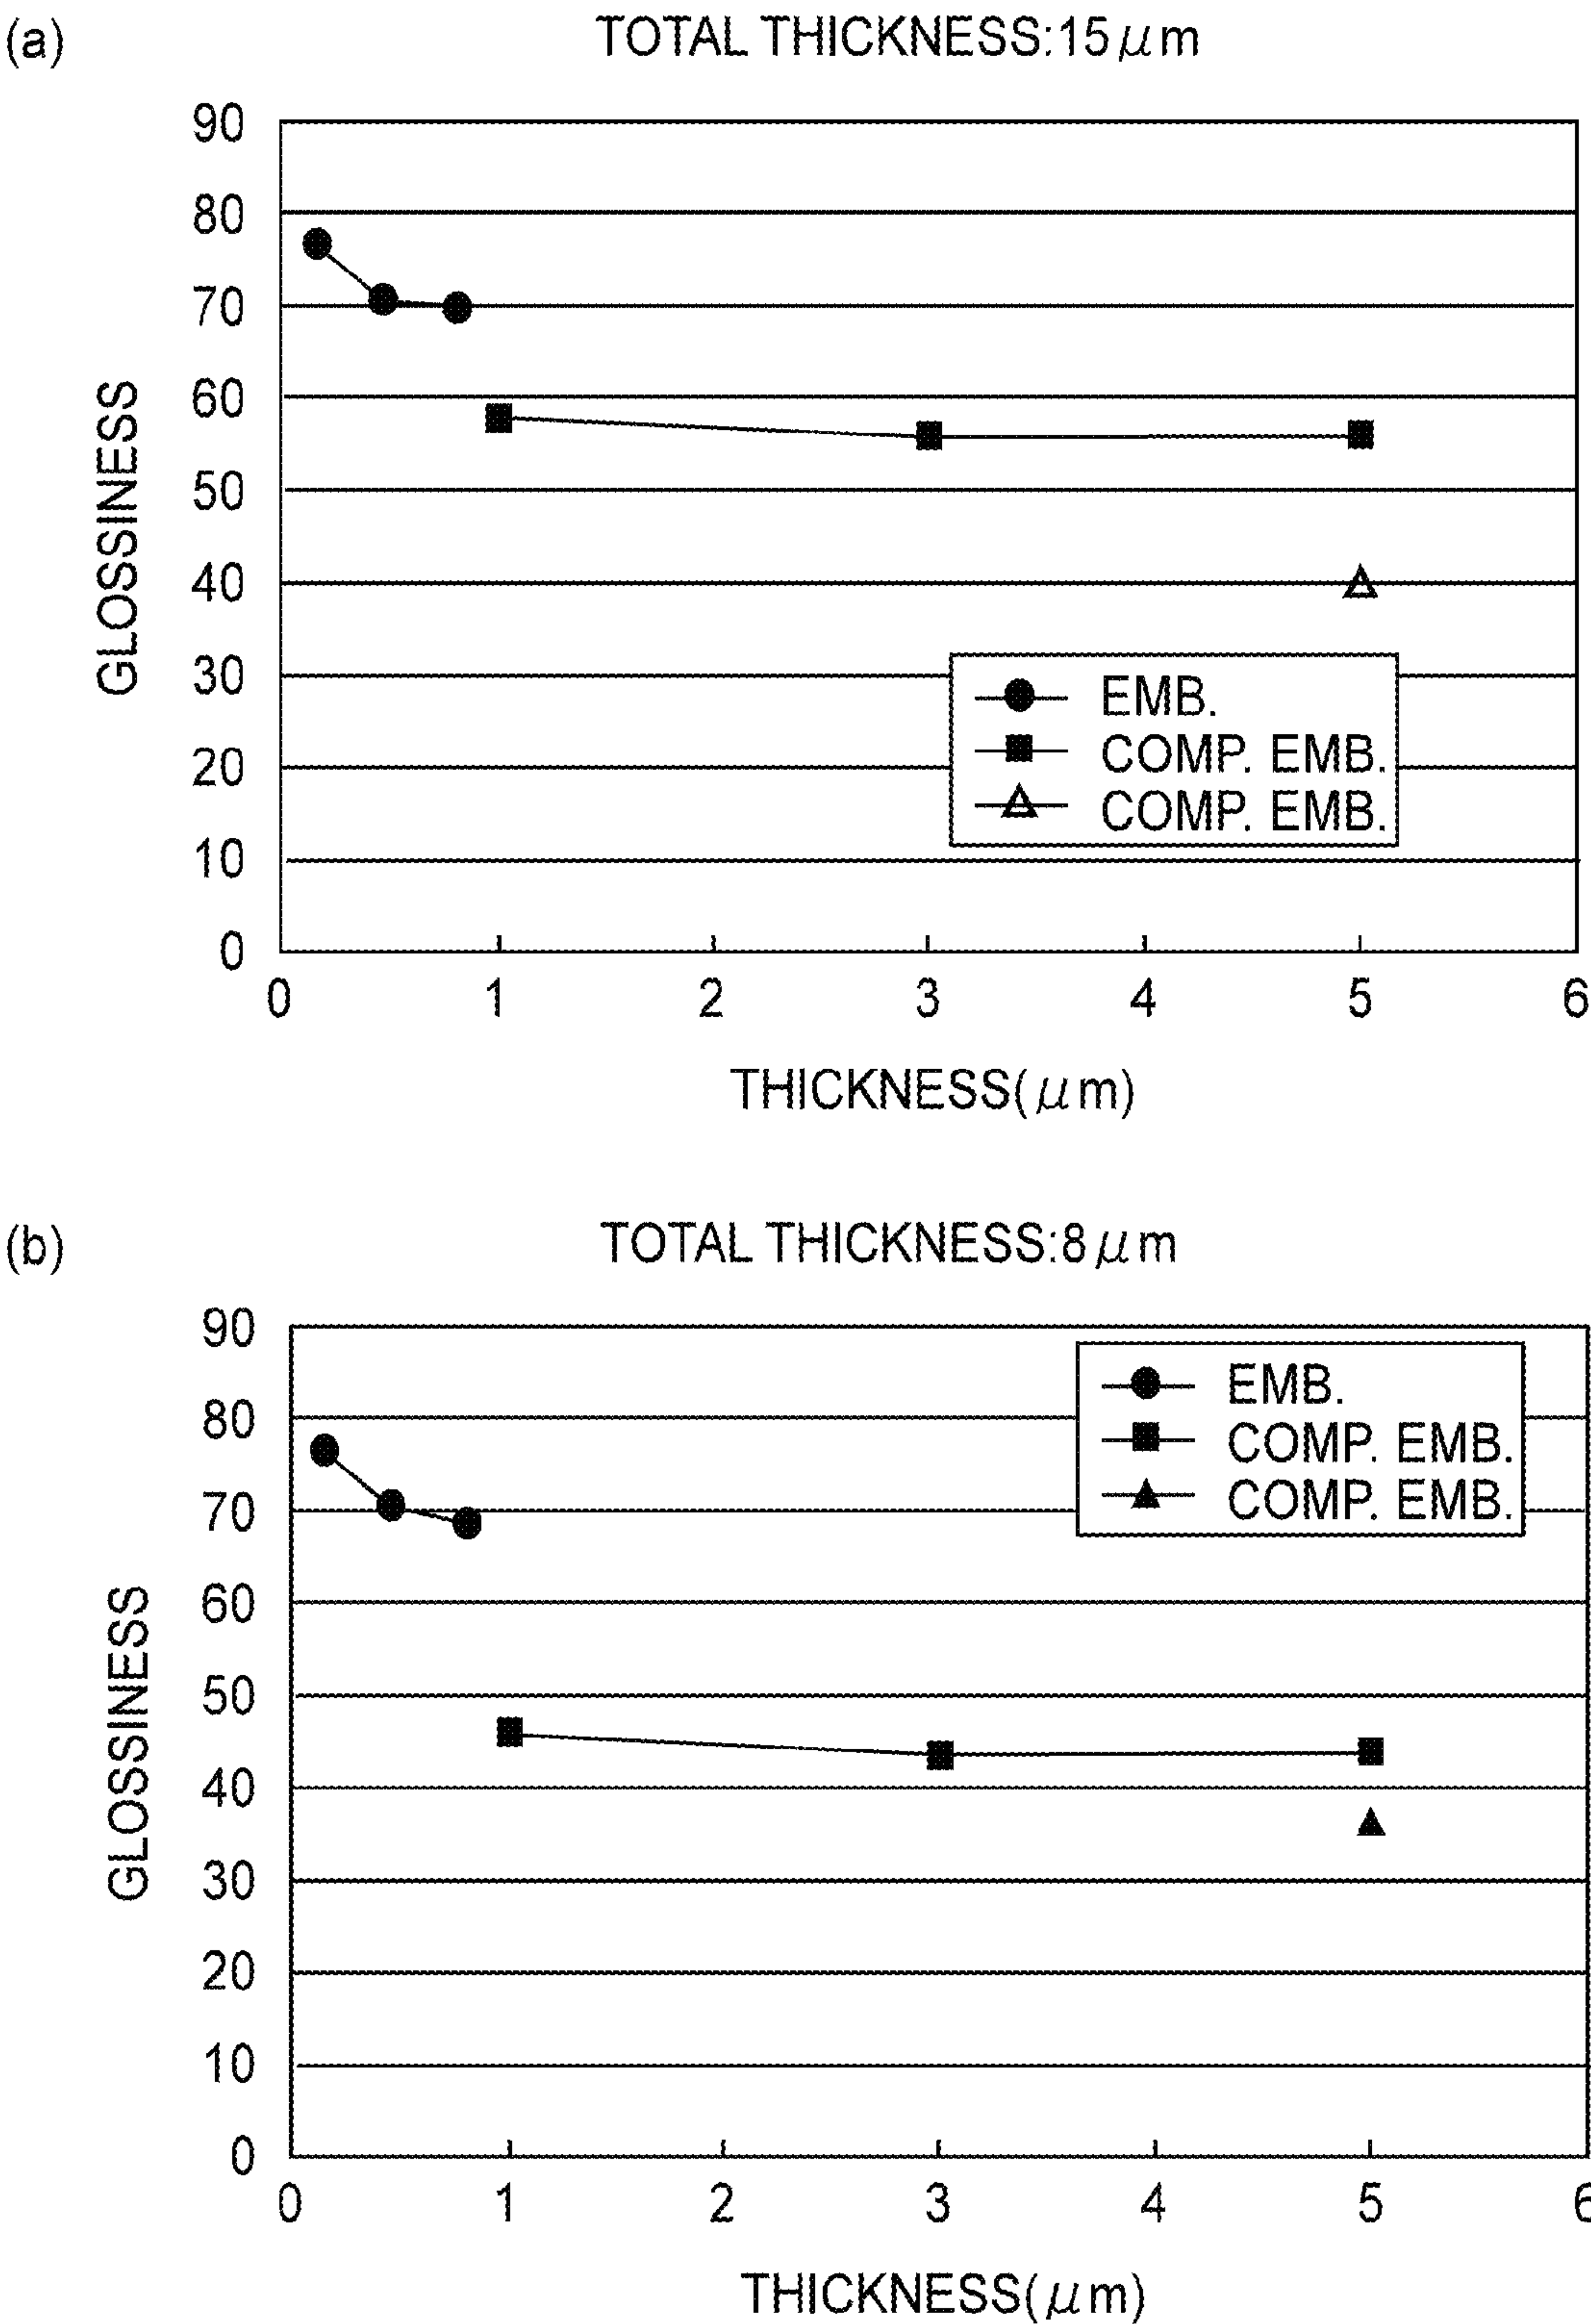 (a)
TOTAL THICKNESS:15μm
90
80
70
60
50
40
30
20
10
0
GLOSSINESS
EMB.
COMP. EMB.
COMP. EMB.
0 1 2 3 4 5 6
THICKNESS(μm)
(b)
TOTAL THICKNESS:8μm
90
80
70
60
50
40
30
20
10
0
GLOSSINESS
EMB.
COMP. EMB.
COMP. EMB.
0 1 2 3 4 5 6
THICKNESS(μm)